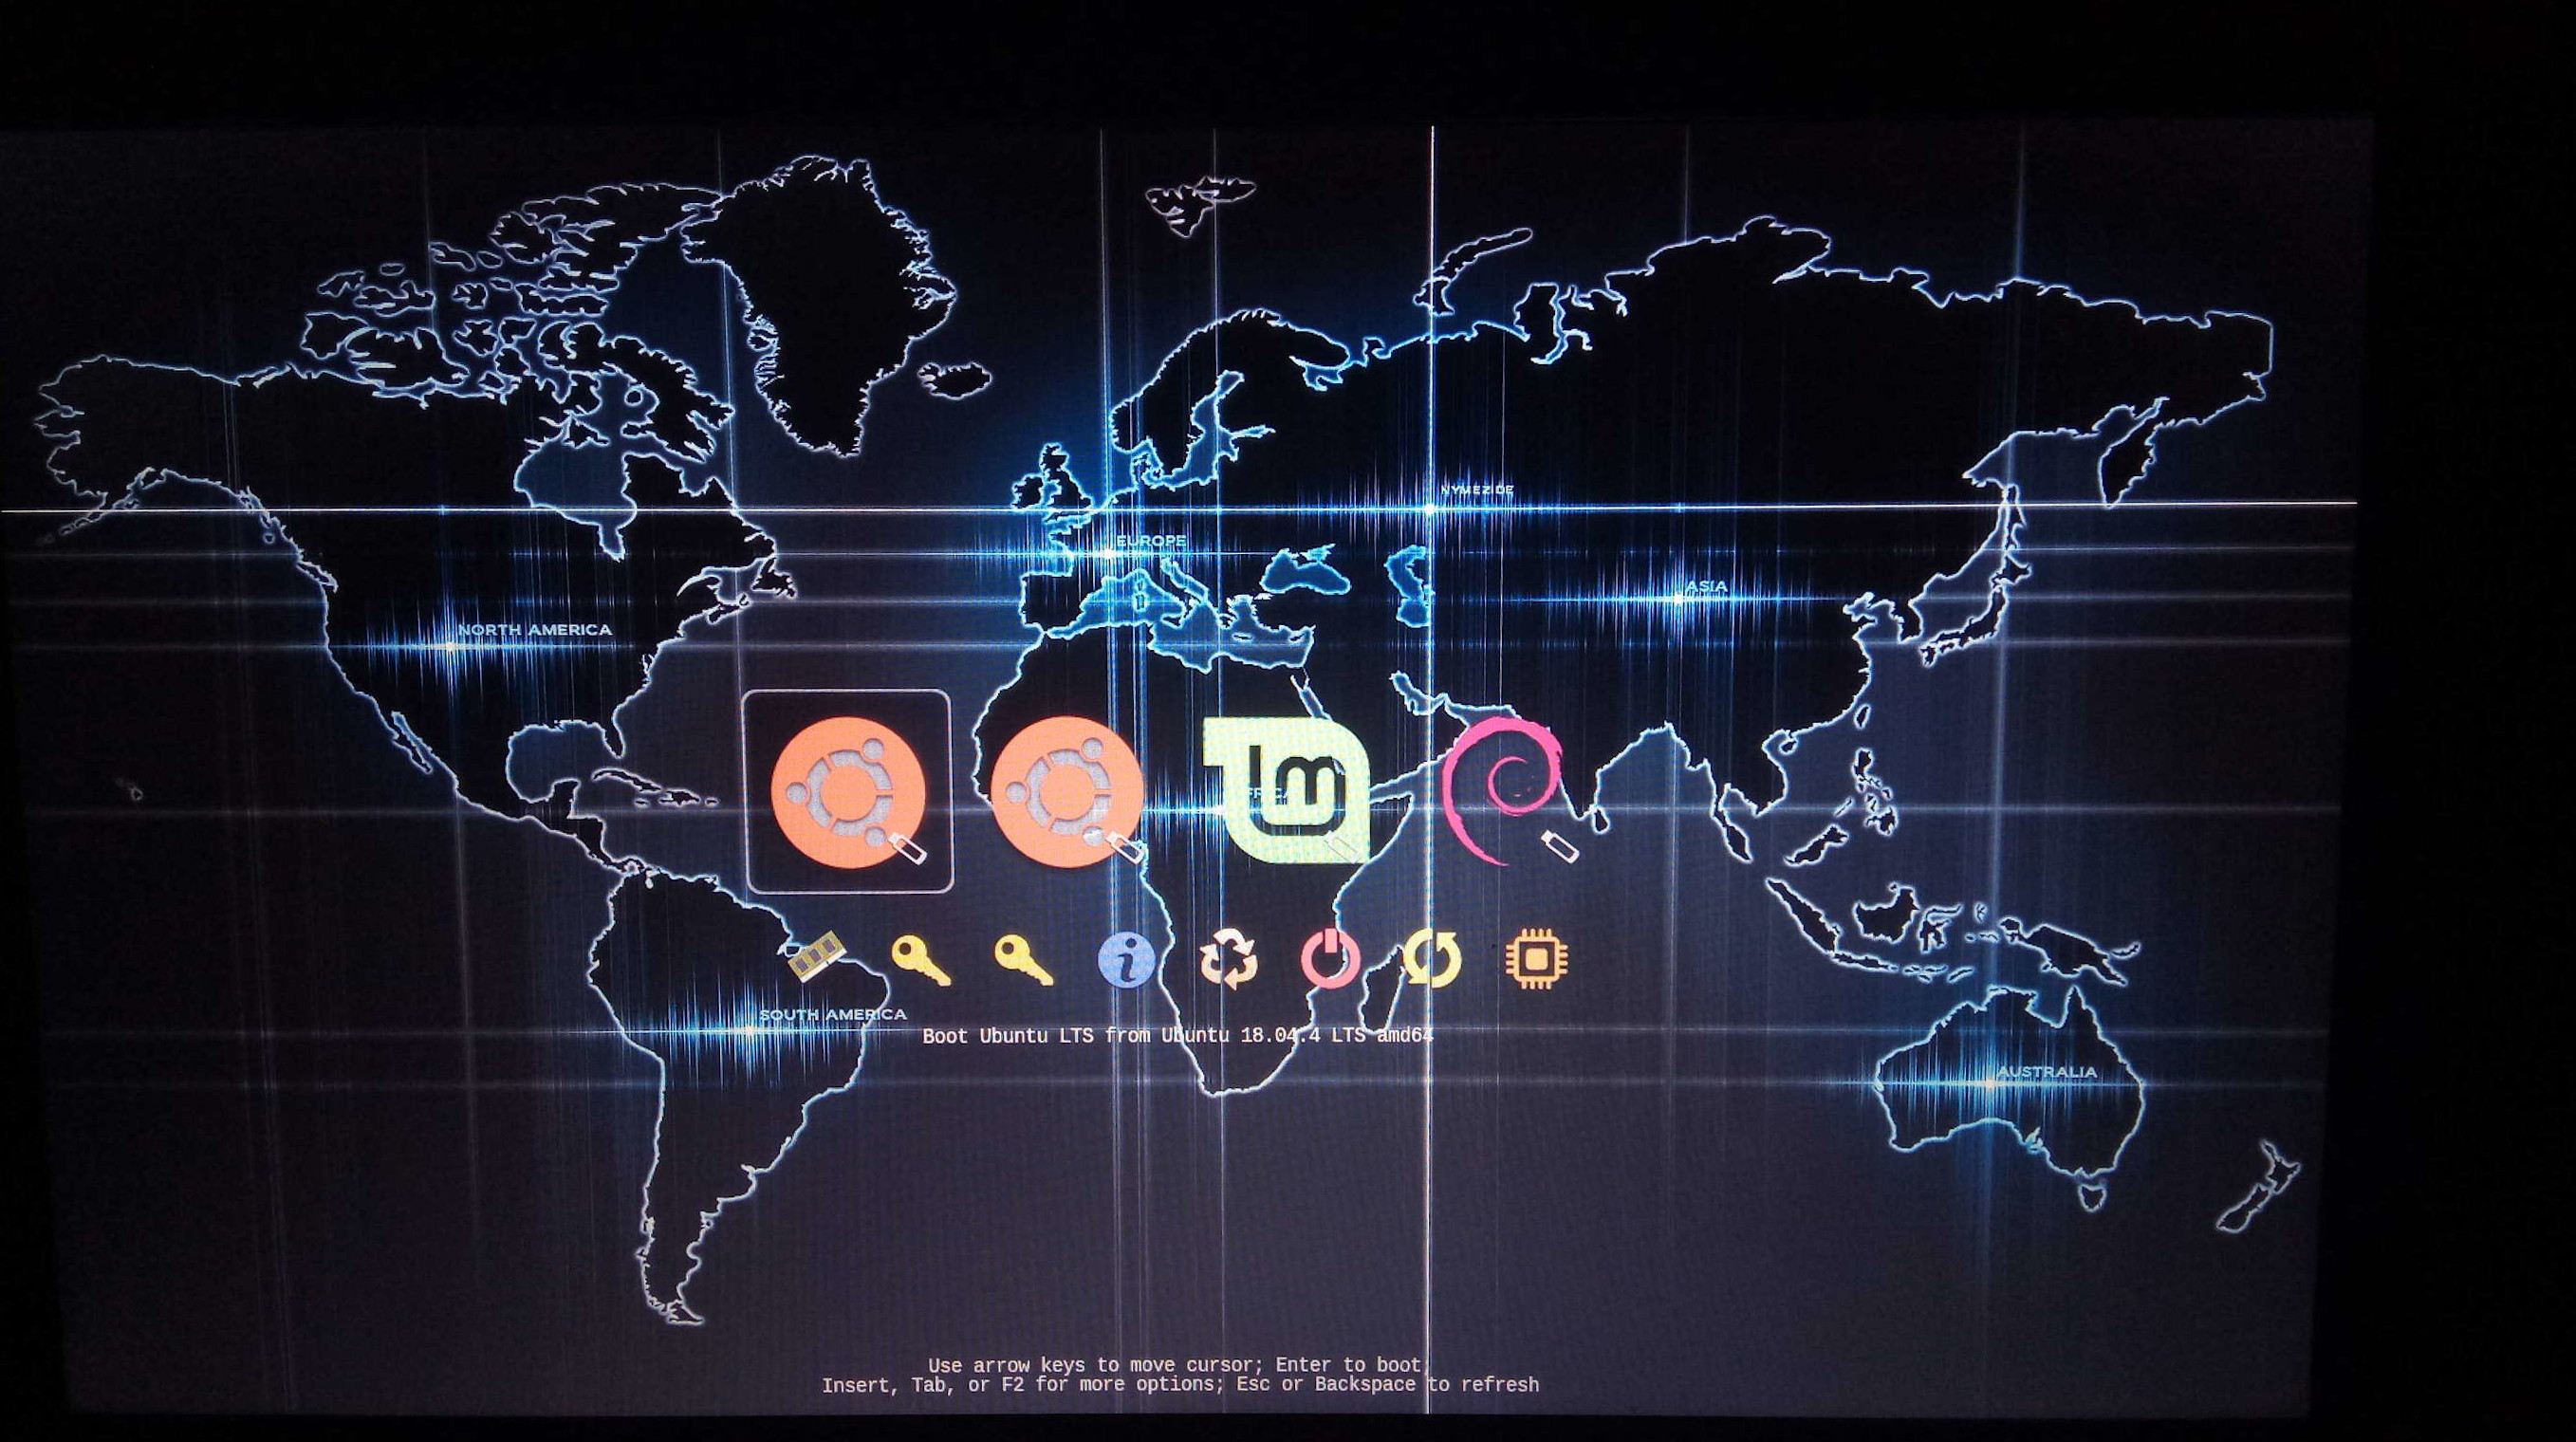 NYMEZIDE
EUROPE
ASIA
NORTH AMERICA
lm
SOUTH AMERICA
Boot Ubuntu LTS from Ubuntu 18.04.4 LTS amd64
AUSTRALIA
Use arrow keys to move cursor; Enter to boot;
Insert, Tab, or F2 for more options; Esc or Backspace to refresh